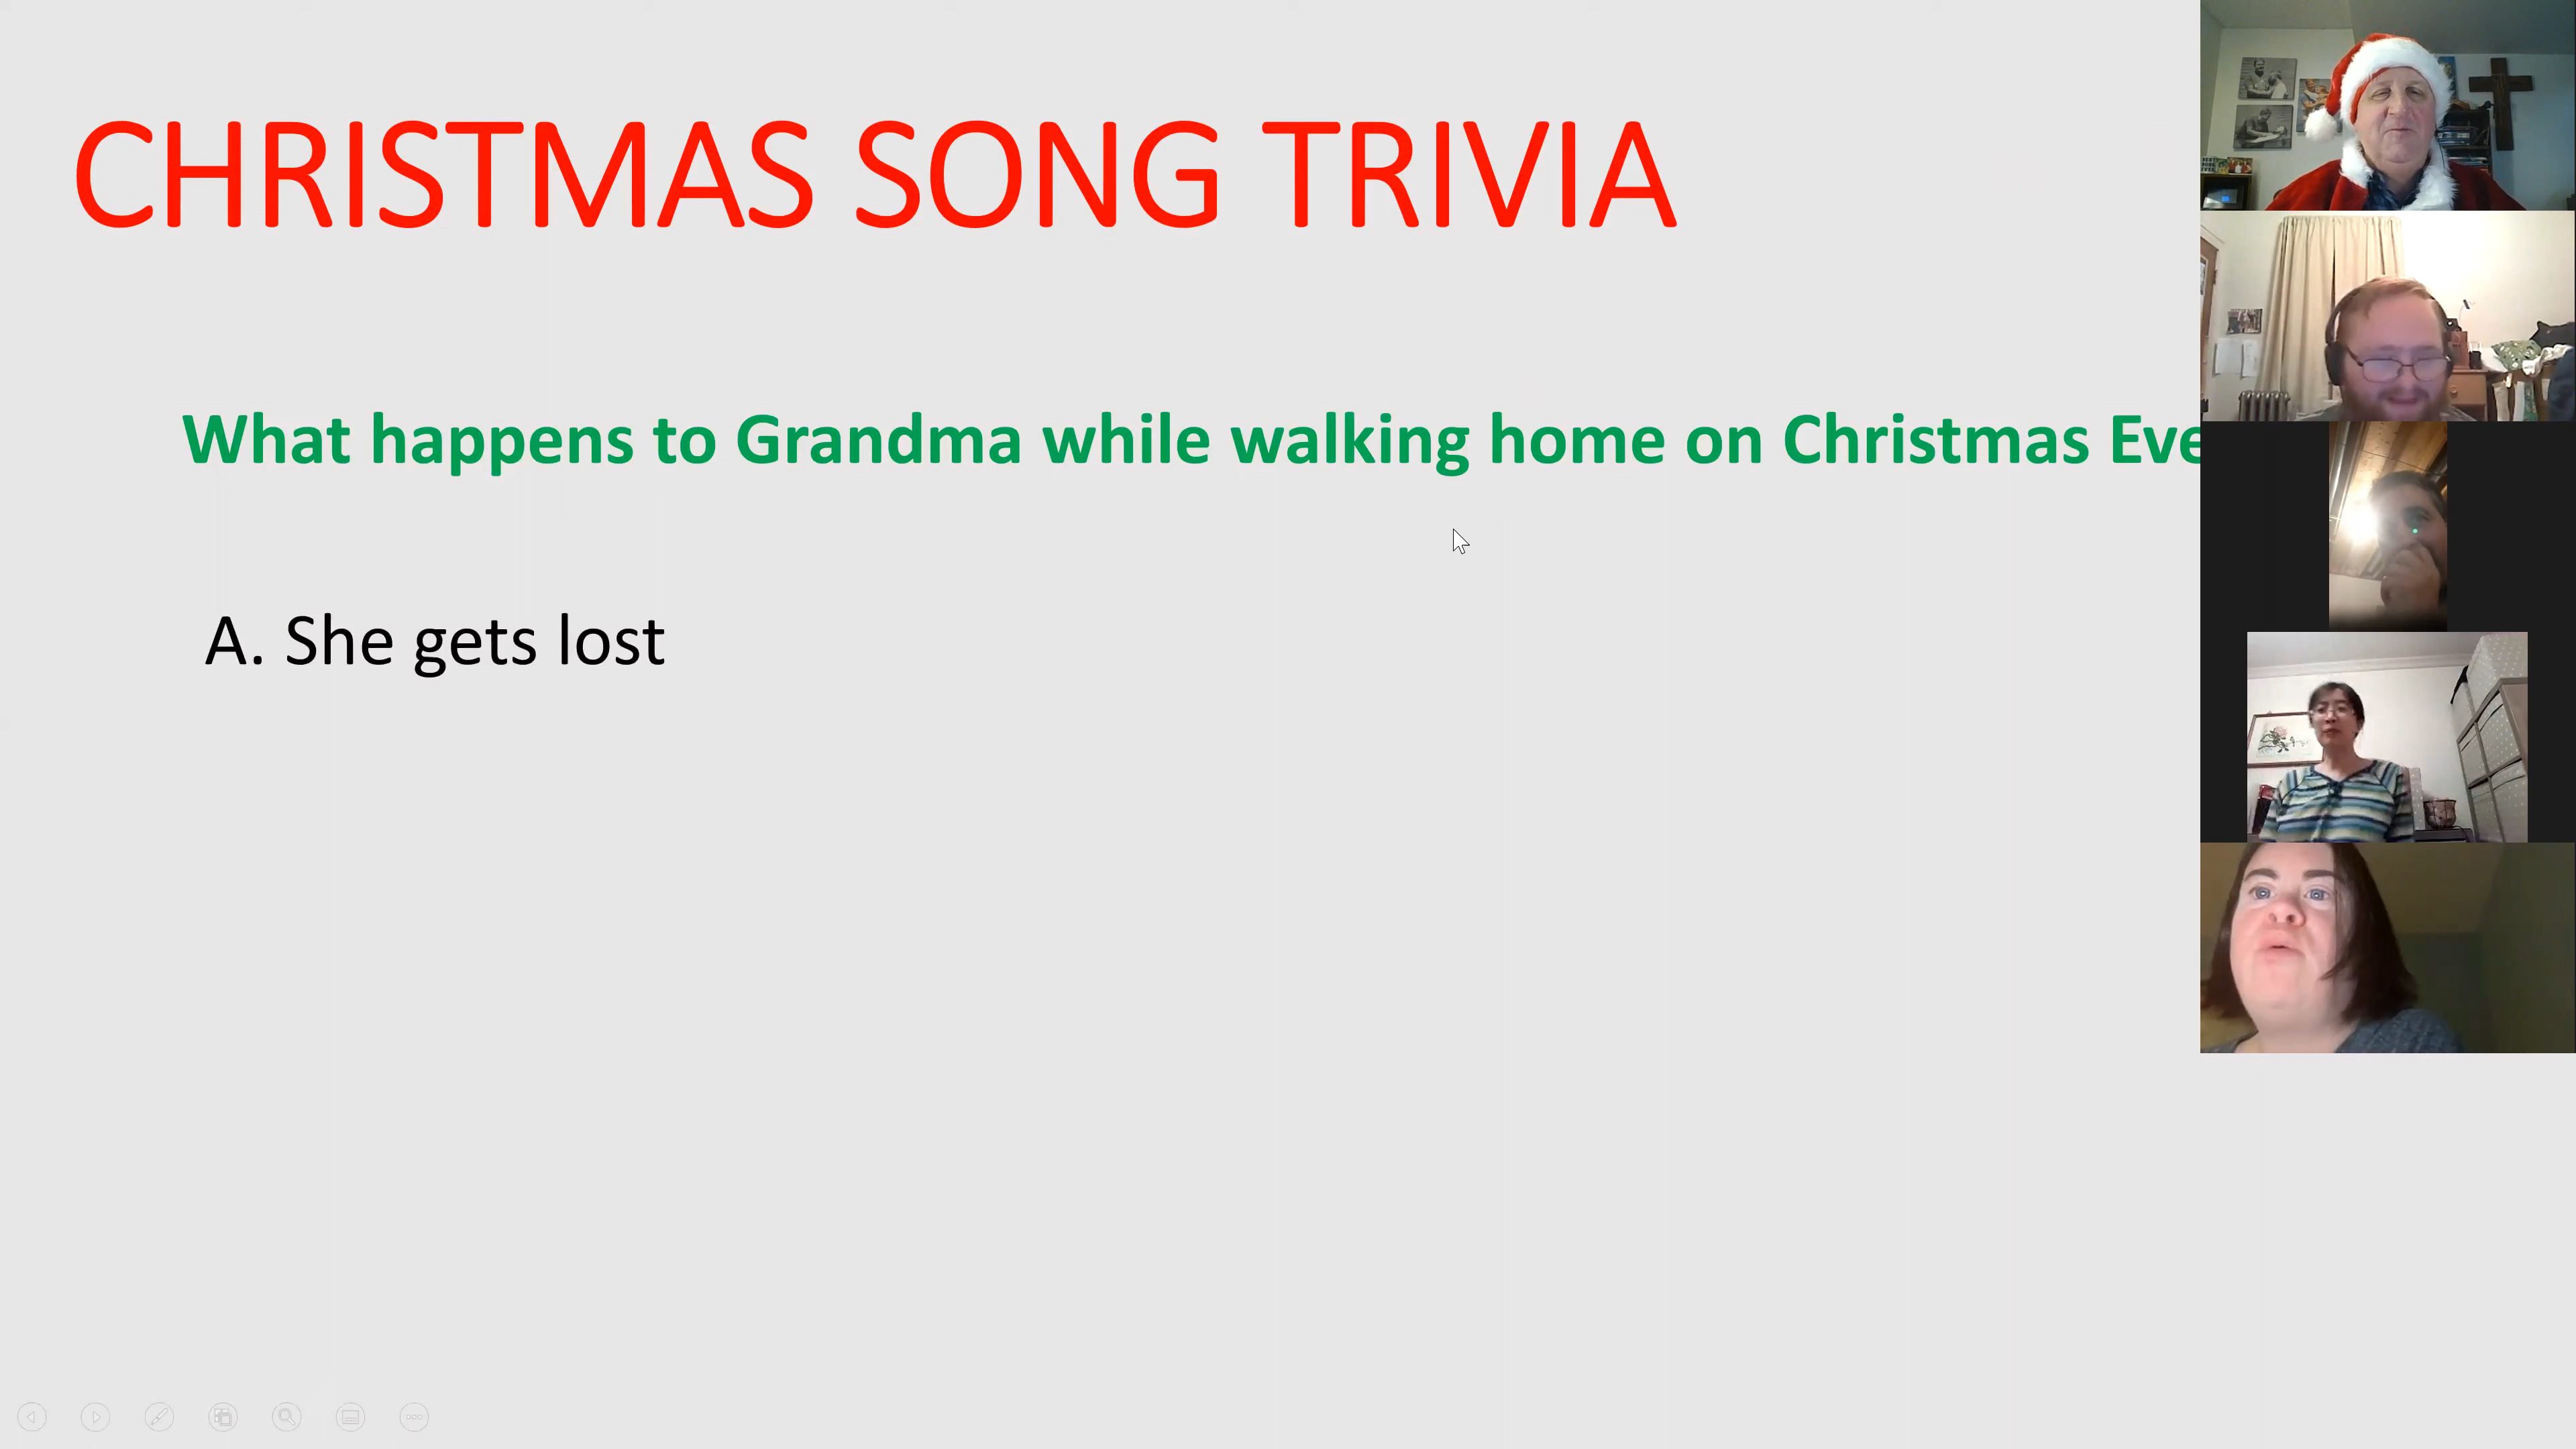 CHRISTMAS SONG TRIVIA
What happens to Grandma while walking home on Christmas Eve
A. She gets lost